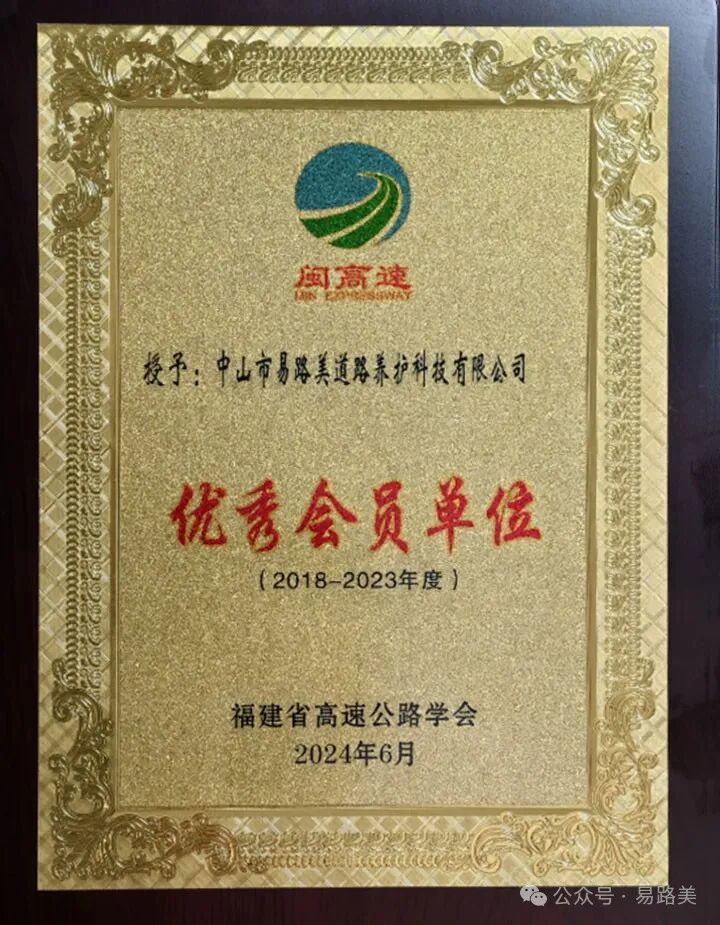 闽高速
MIN EXPRESSWAY
授予：中山市易路美道路养护科技有限公司
优秀会员单位
（2018-2023年度）
福建省高速公路学会
2024年6月
公众号·易路美